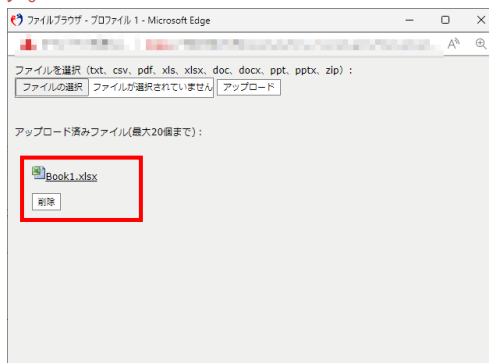 ファイルブラウザ - プロファイル 1 - Microsoft Edge
ファイルを選択（txt、csv、pdf、xls、xlsx、doc、docx、ppt、pptx、zip）:
ファイルの選択 ファイルが選択されていません アップロード
アップロード済みファイル(最大20個まで)：
Book1.xlsx
削除